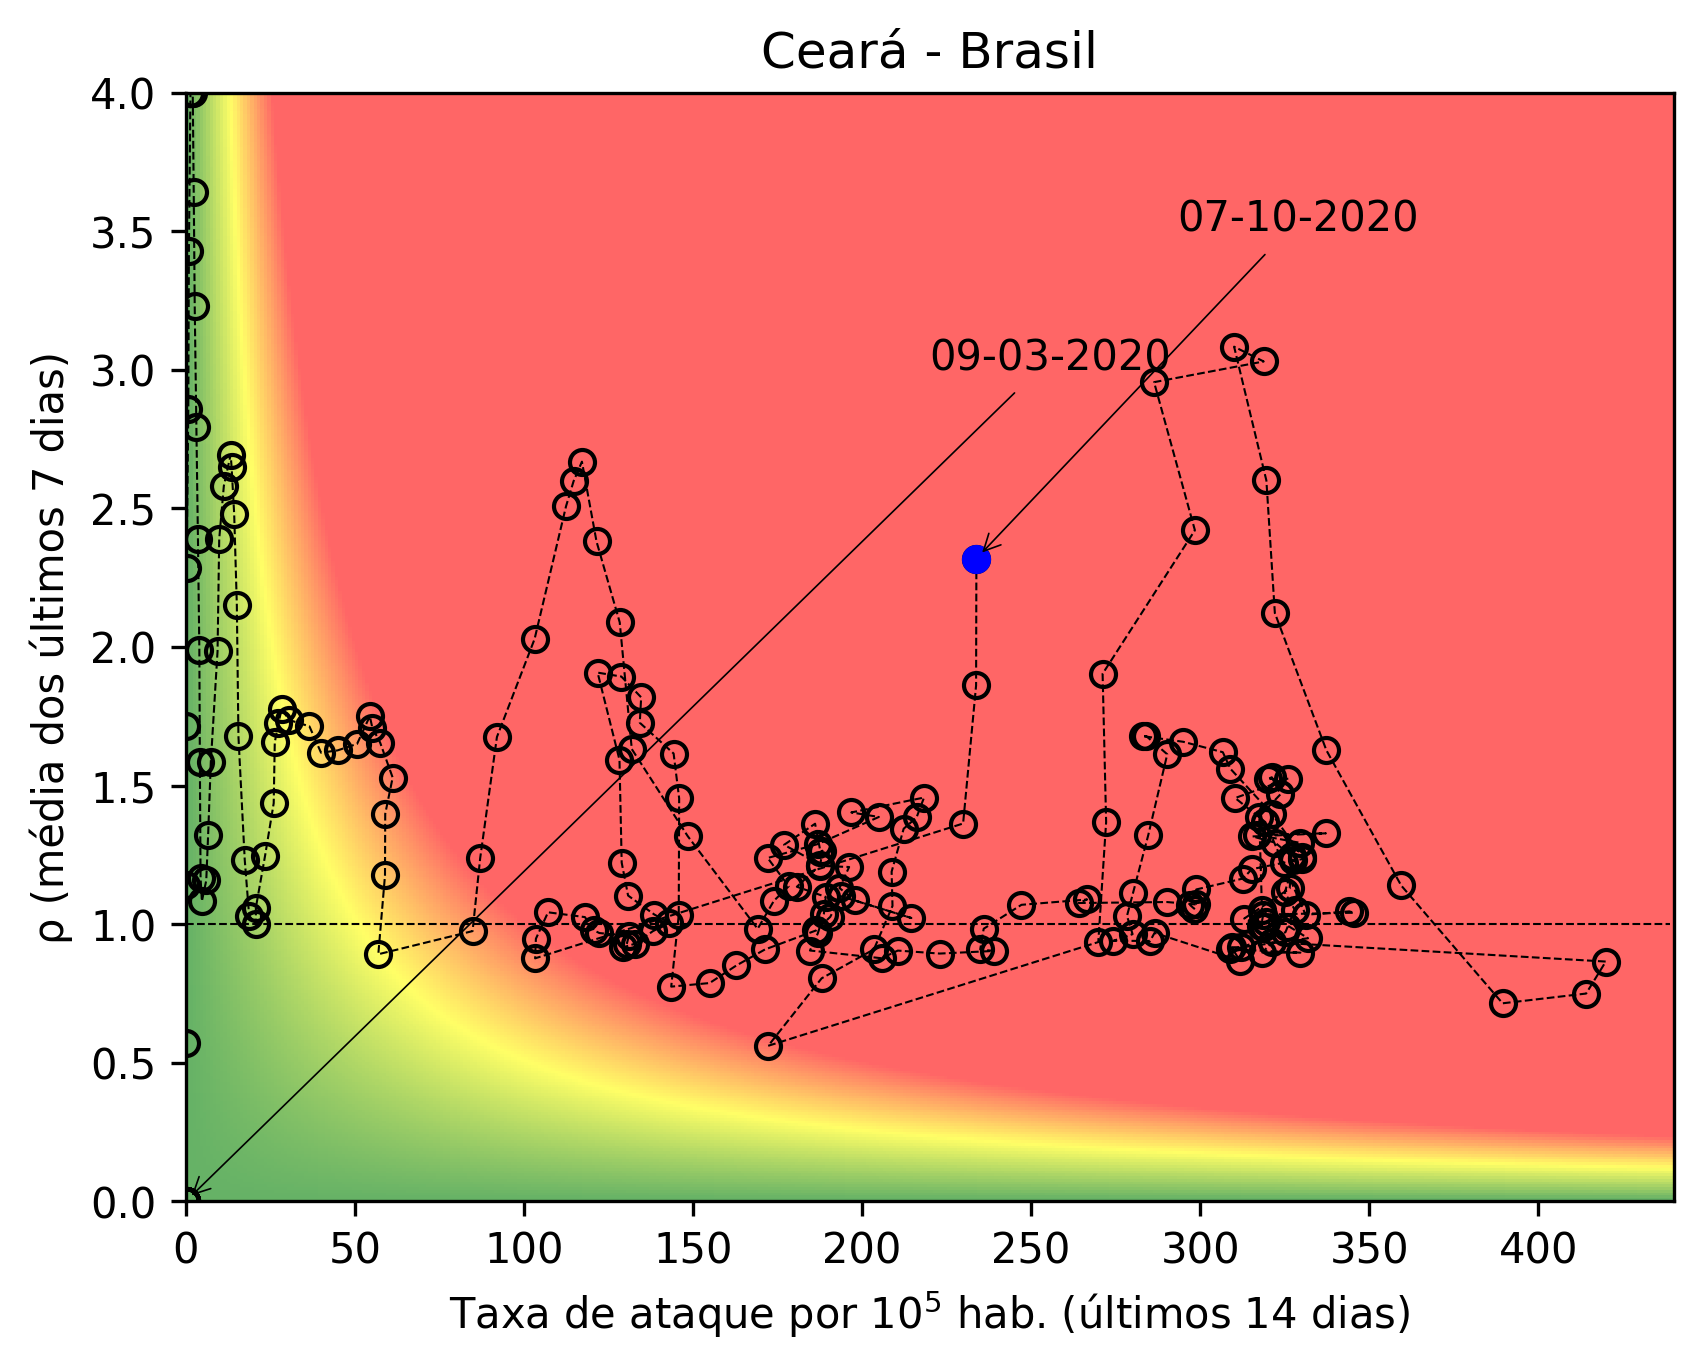 Ceará - Brasil
4.0
3.5
3.0
2.5
2.0
1.5
1.0
0.5
0.0
ρ (média dos últimos 7 dias)
07-10-2020
09-03-2020
0 50 100 150 200 250 300 350 400
Taxa de ataque por 10⁵ hab. (últimos 14 dias)